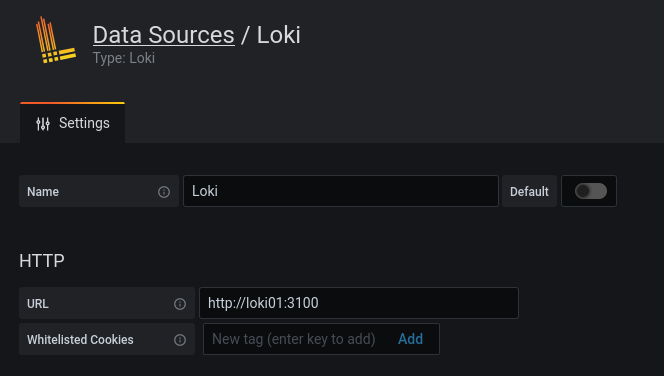 Data Sources / Loki
Type: Loki
Settings
Name Loki Default
HTTP
URL http://loki01:3100
Whitelisted Cookies New tag (enter key to add) Add